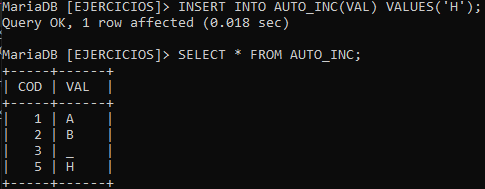 MariaDB [EJERCICIOS]> INSERT INTO AUTO_INC(VAL) VALUES('H');
Query OK, 1 row affected (0.018 sec)
MariaDB [EJERCICIOS]> SELECT * FROM AUTO_INC;
+-----+------+
| COD | VAL  |
+-----+------+
|   1 | A    |
|   2 | B    |
|   3 | _    |
|   5 | H    |
+-----+------+